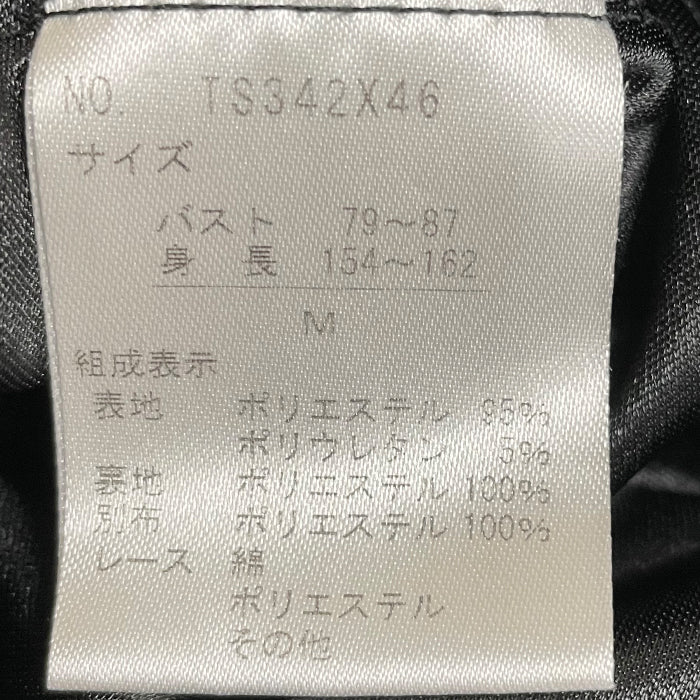 NO. TS342X46
サイズ
バスト 79～87
身長 154～162
M
組成表示
表地 ポリエステル 95%
ポリウレタン 5%
裏地 ポリエステル 100%
別布 ポリエステル 100%
レース 綿
ポリエステル
その他